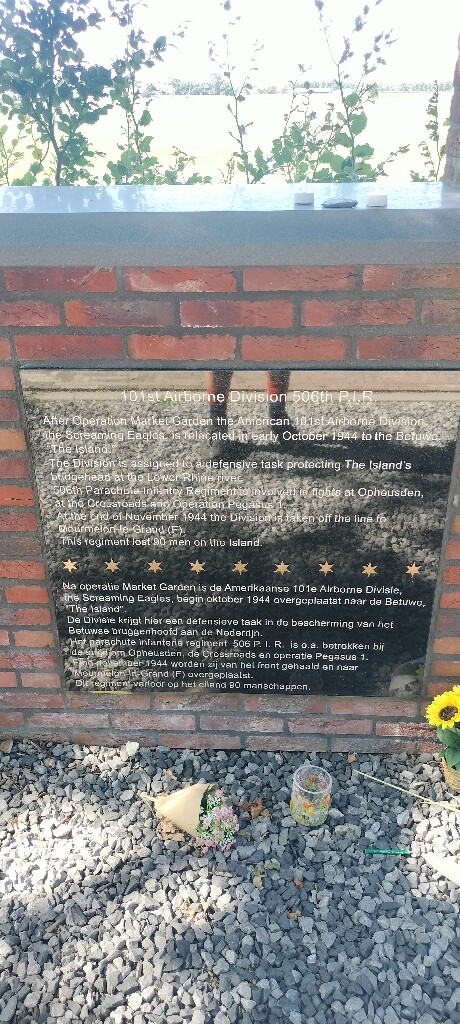 101st Airborne Division 506th P.I.R.
After Operation Market Garden the American 101st Airborne Division,
the Screaming Eagles, is relocated in early October 1944 to the Betuwe,
"The Island".
The Division is assigned to a defensive task protecting The Island's
bridgehead at the Lower Rhine river.
506th Parachute Infantry Regiment is involved in fights at Opheusden,
at the Crossroads and Operation Pegasus 1.
At the end of November 1944 the Division is taken off the line to
Mourmelon-le-Grand (F).
This regiment lost 90 men on the Island.
Na operatie Market Garden is de Amerikaanse 101e Airborne Divisie,
the Screaming Eagles, begin oktober 1944 overgeplaatst naar de Betuwe,
"The Island".
De Divisie krijgt hier een defensieve taak in de bescherming van het
Betuwse bruggenhoofd aan de Nederrijn.
Het parachute infanterie regiment 506 P. I. R. is o.a. betrokken bij
de strijd om Opheusden, de Crossroads en operatie Pegasus 1.
Eind november 1944 worden zij van het front gehaald en naar
Mourmelon-le-Grand (F) overgeplaatst.
Dit regiment verloor op het eiland 90 manschappen.